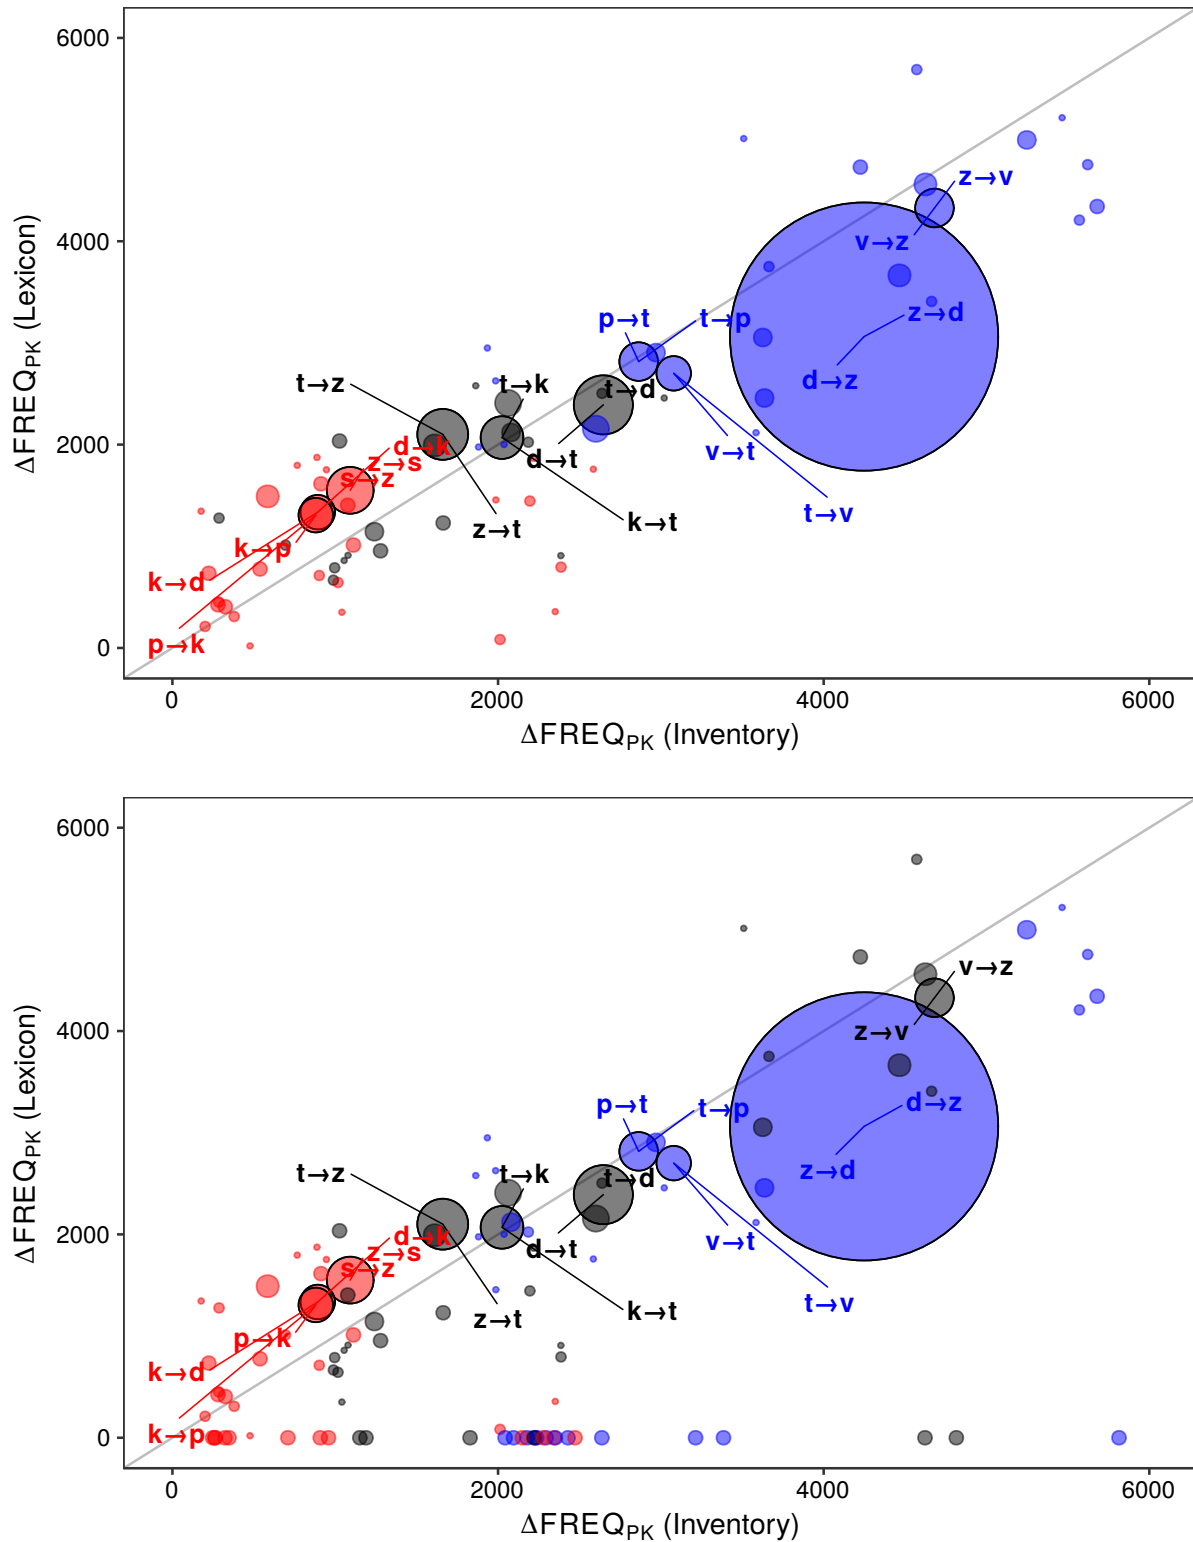 6000
z→v
4000
v→z
z→d
p→t
t→p
d→z
t→z
t→k
t→d
2000
d→k
d→t
v→t
z→s
s→z
t→v
z→t
k→t
k→p
k→d
p→k
0
0 2000 4000 6000
ΔFREQPK (Lexicon)
ΔFREQPK (Inventory)
6000
v→z
4000
z→v
d→z
p→t
t→p
z→d
t→z
t→k
t→d
2000
d→k
d→t
v→t
z→s
s→z
t→v
z→t
k→t
p→k
k→d
k→p
0
0 2000 4000 6000
ΔFREQPK (Lexicon)
ΔFREQPK (Inventory)